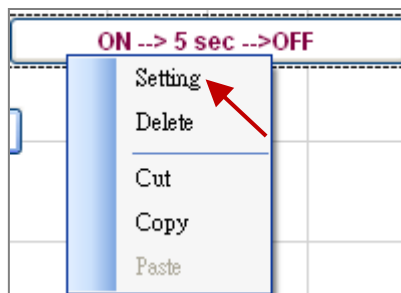 ON --> 5 sec -->OFF
Setting
Delete
Cut
Copy
Paste